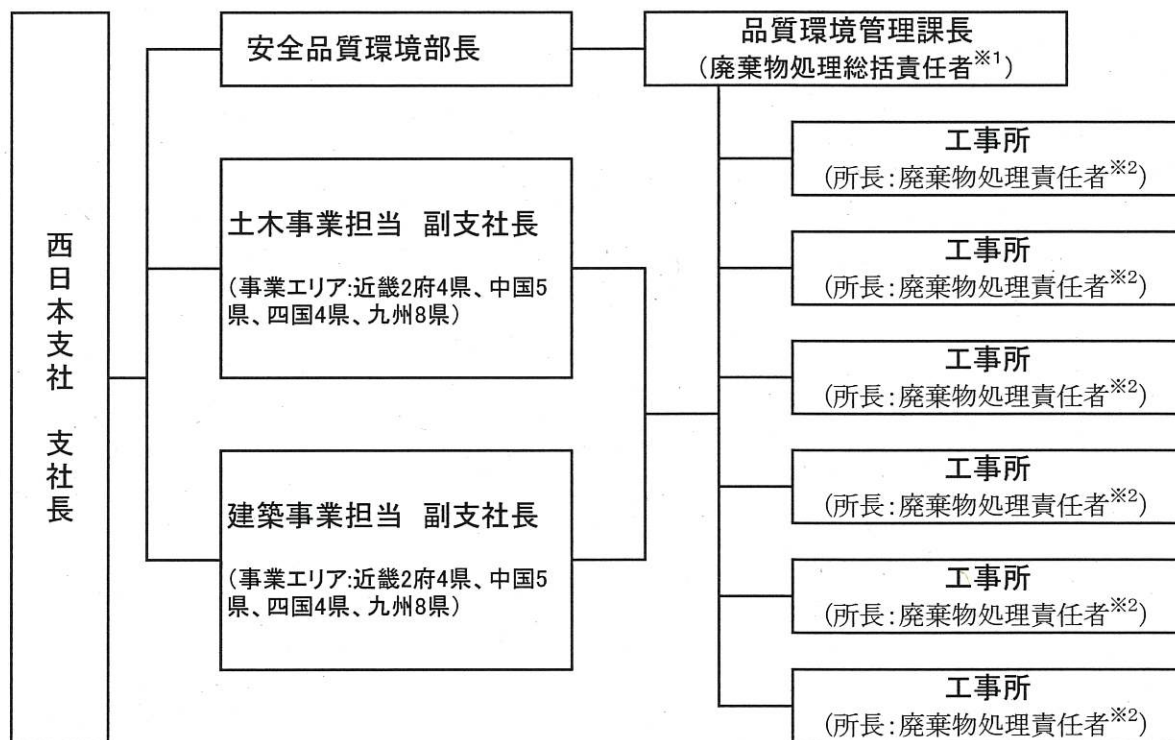 西日本支社　支社長
安全品質環境部長
品質環境管理課長
(廃棄物処理総括責任者※1)
土木事業担当　副支社長
(事業エリア:近畿2府4県、中国5
県、四国4県、九州8県)
建築事業担当　副支社長
(事業エリア:近畿2府4県、中国5
県、四国4県、九州8県)
工事所
(所長:廃棄物処理責任者※2)
工事所
(所長:廃棄物処理責任者※2)
工事所
(所長:廃棄物処理責任者※2)
工事所
(所長:廃棄物処理責任者※2)
工事所
(所長:廃棄物処理責任者※2)
工事所
(所長:廃棄物処理責任者※2)